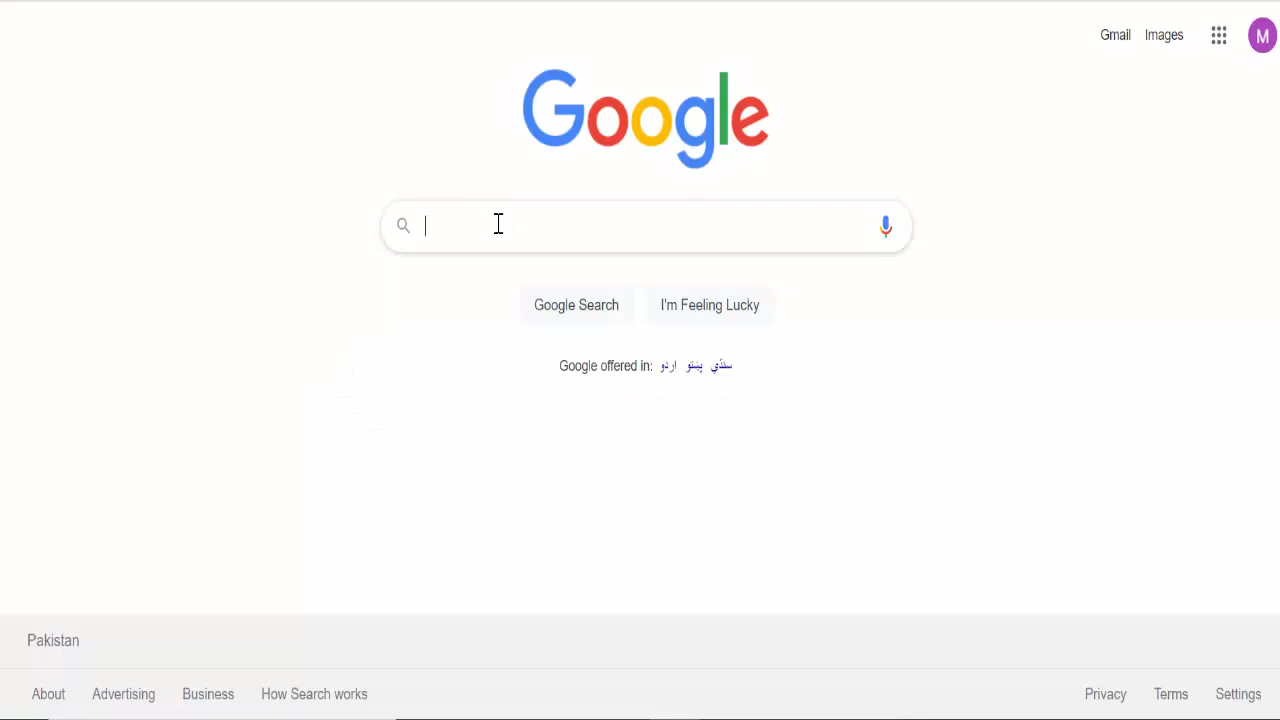 Gmail Images M
Google
Google Search I'm Feeling Lucky
Google offered in: اردو پښتو سنڌي
Pakistan
About Advertising Business How Search works Privacy Terms Settings